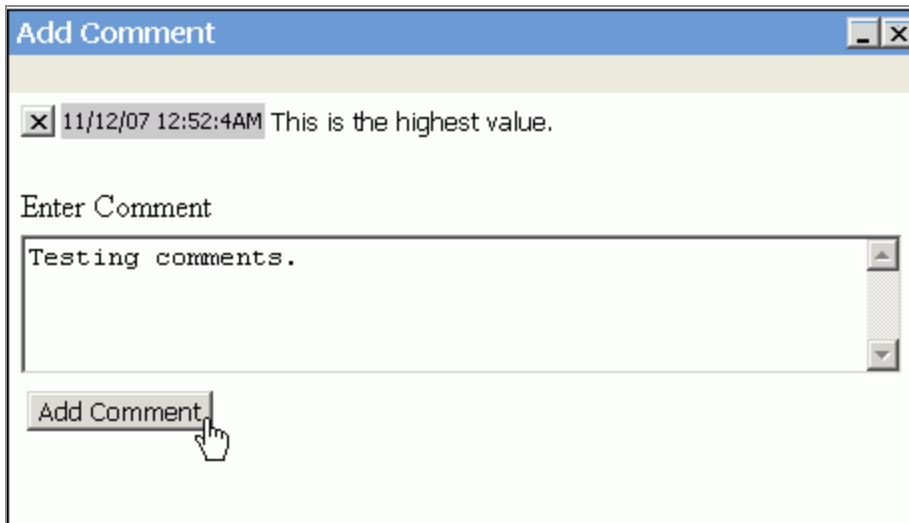 Add Comment
11/12/07 12:52:4AM This is the highest value.
Enter Comment
Testing comments.
Add Comment